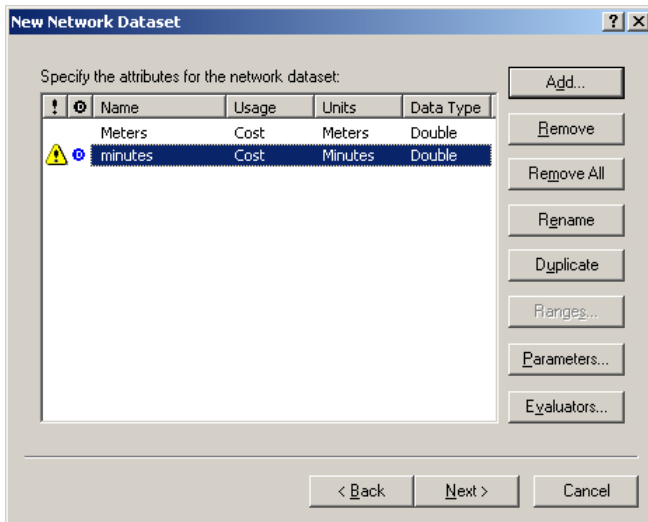 New Network Dataset
Specify the attributes for the network dataset:
! Name Usage Units Data Type
Meters Cost Meters Double
minutes Cost Minutes Double
Add...
Remove
Remove All
Rename
Duplicate
Ranges...
Parameters...
Evaluators...
< Back Next > Cancel